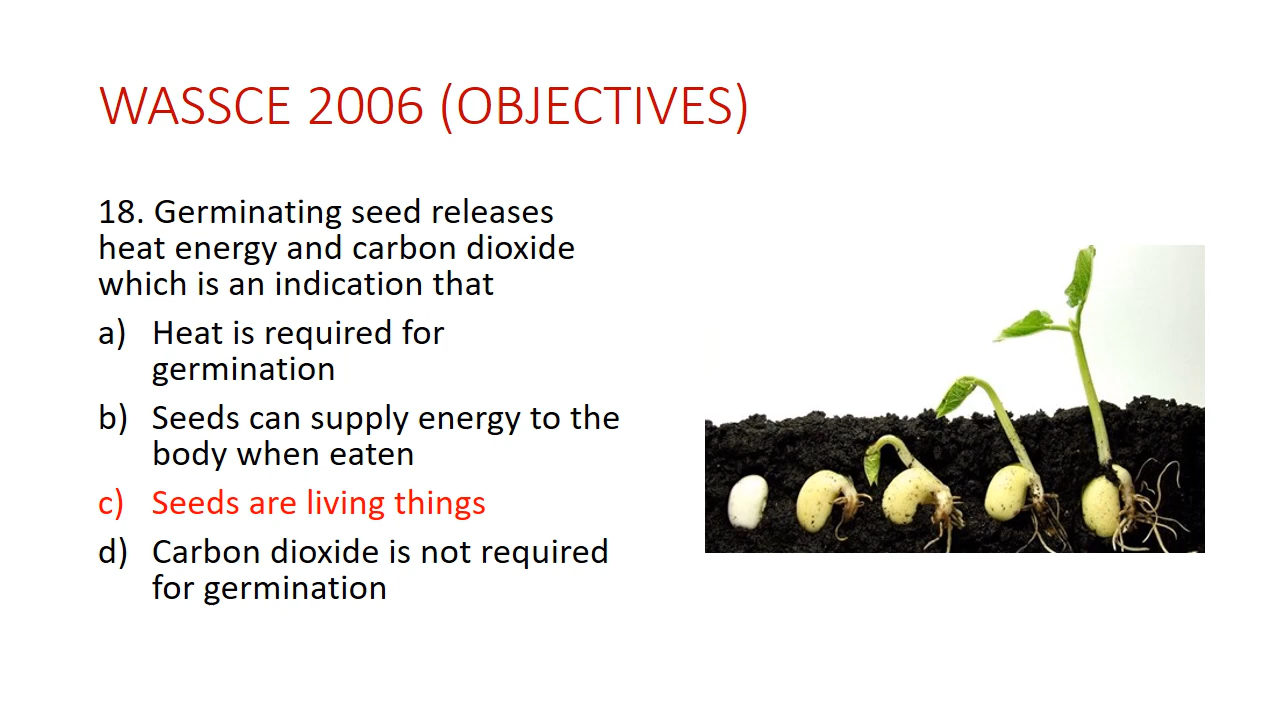 WASSCE 2006 (OBJECTIVES)
18. Germinating seed releases
heat energy and carbon dioxide
which is an indication that
a) Heat is required for
germination
b) Seeds can supply energy to the
body when eaten
c) Seeds are living things
d) Carbon dioxide is not required
for germination